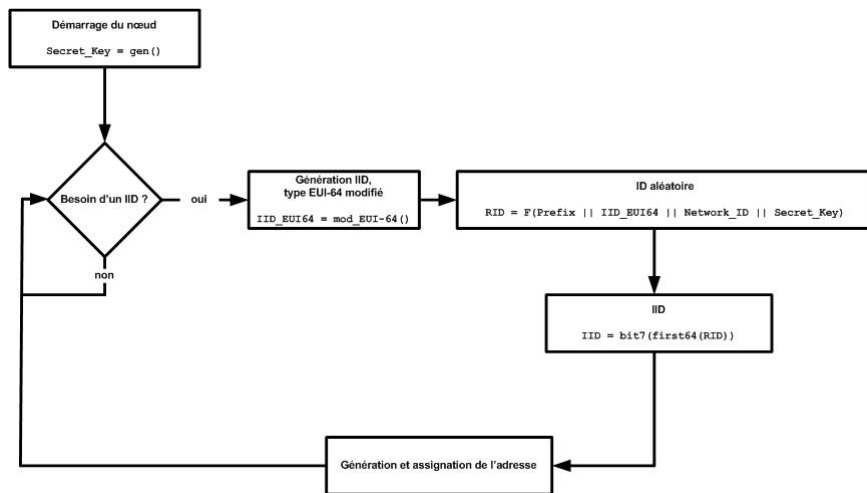 Démarrage du nœud
Secret_Key = gen()
Besoin d'un IID ?
oui
non
Génération IID,
type EUI-64 modifié
IID_EUI64 = mod_EUI-64()
ID aléatoire
RID = F(Prefix || IID_EUI64 || Network_ID || Secret_Key)
IID
IID = bit7(first64(RID))
Génération et assignation de l'adresse